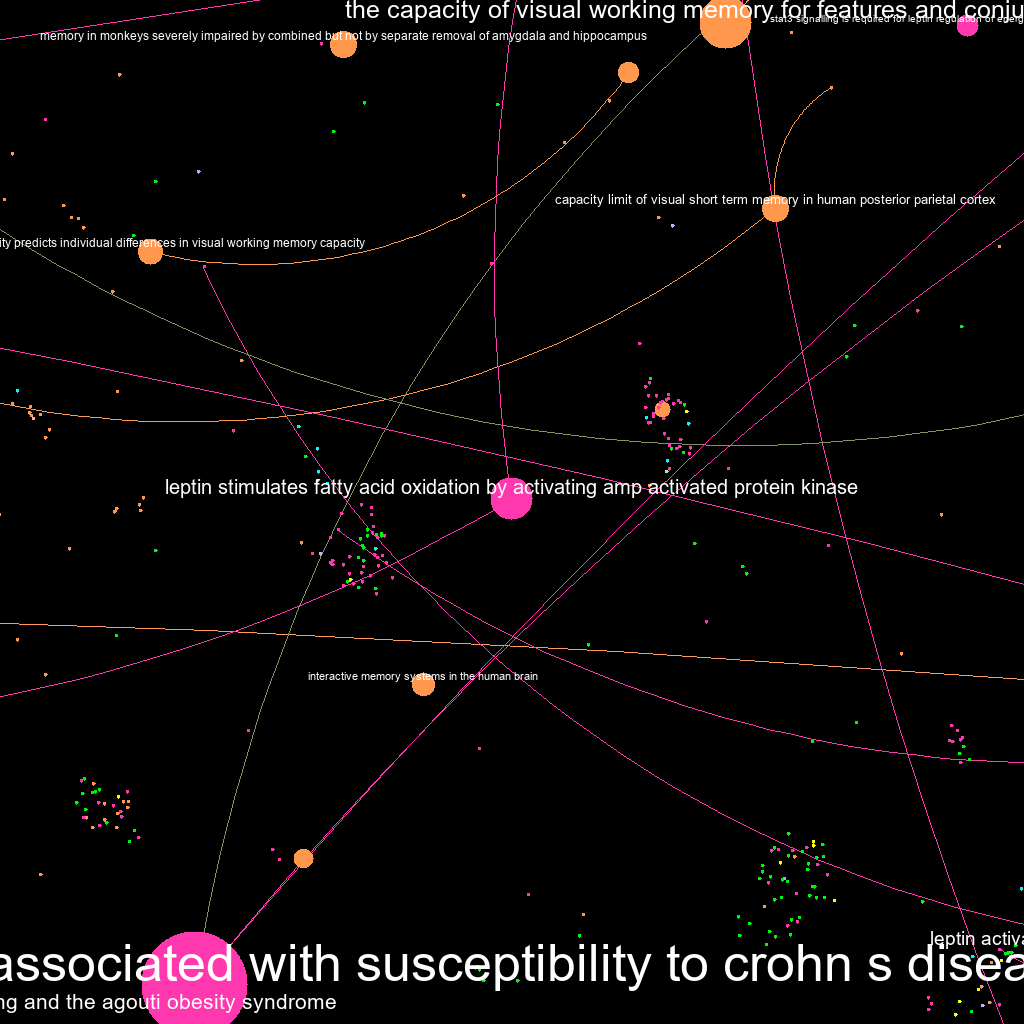 the capacity of visual working memory for features and conju
stat3 signalling is required for leptin regulation of energ
memory in monkeys severely impaired by combined but not by separate removal of amygdala and hippocampus
capacity limit of visual short term memory in human posterior parietal cortex
ity predicts individual differences in visual working memory capacity
leptin stimulates fatty acid oxidation by activating amp activated protein kinase
interactive memory systems in the human brain
leptin activa
associated with susceptibility to crohn s disea
ng and the agouti obesity syndrome